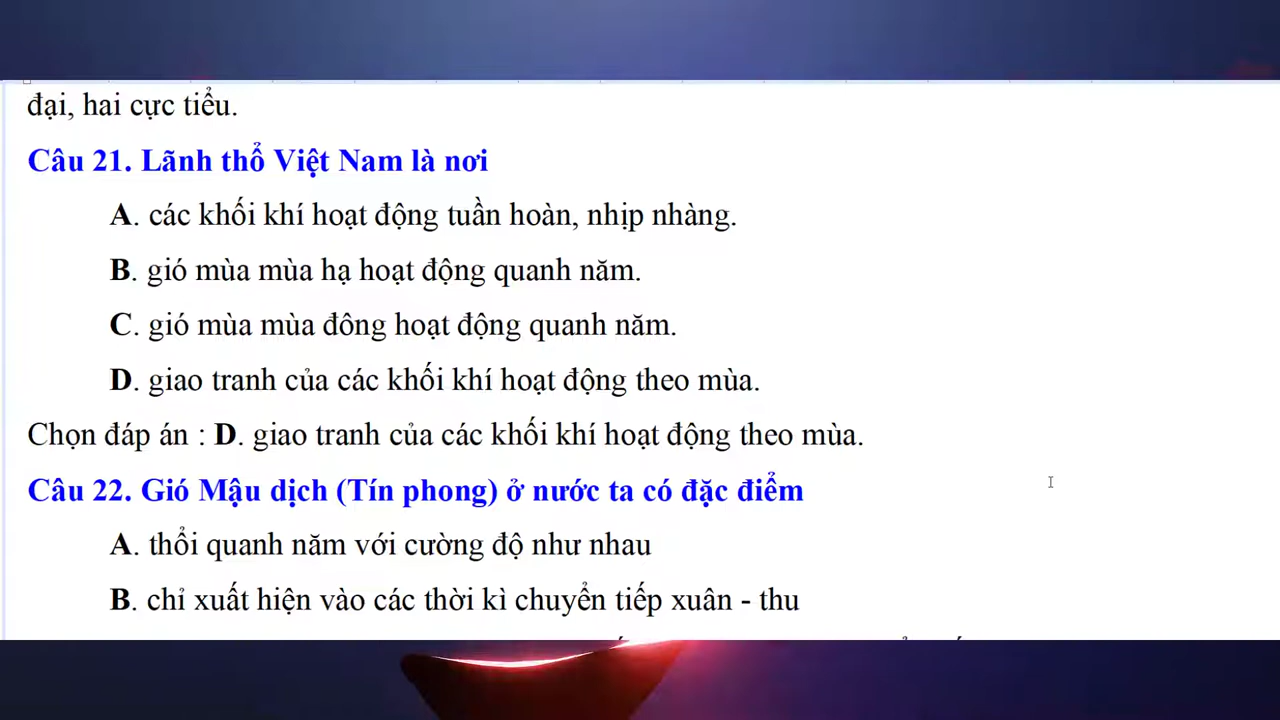 đại, hai cực tiểu.
Câu 21. Lãnh thổ Việt Nam là nơi
A. các khối khí hoạt động tuần hoàn, nhịp nhàng.
B. gió mùa mùa hạ hoạt động quanh năm.
C. gió mùa mùa đông hoạt động quanh năm.
D. giao tranh của các khối khí hoạt động theo mùa.
Chọn đáp án : D. giao tranh của các khối khí hoạt động theo mùa.
Câu 22. Gió Mậu dịch (Tín phong) ở nước ta có đặc điểm
A. thổi quanh năm với cường độ như nhau
B. chỉ xuất hiện vào các thời kì chuyển tiếp xuân - thu